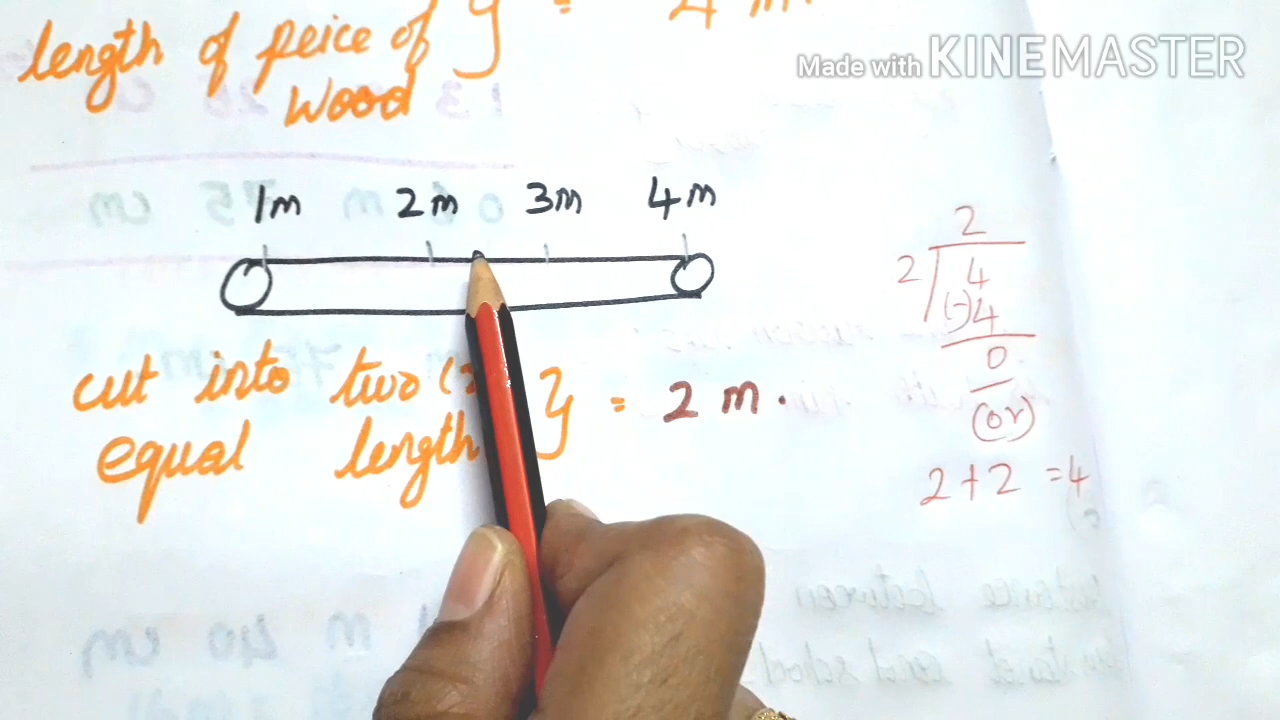 length of peice of } = 4 m.
wood
Made with KINEMASTER
1m 2m 3m 4m
cut into two (2
equal length } = 2 m.
2
2 4
(-)4
0
(or)
2+2 =4